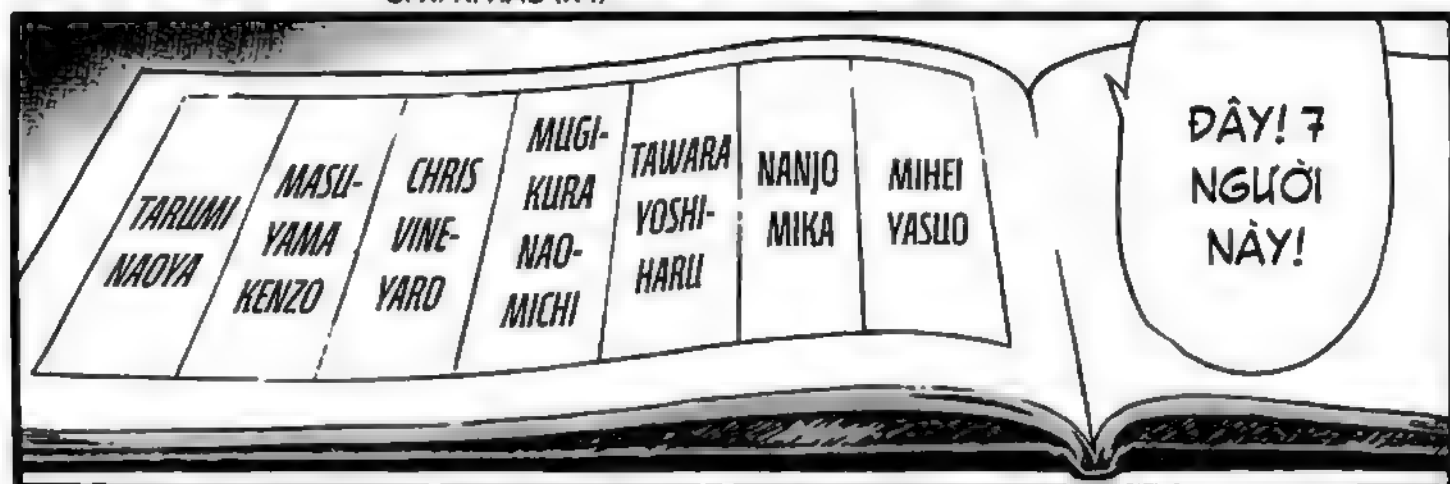 TARUMI
NAOYA
MASU-
YAMA
KENZO
CHRIS
VINE-
YARD
MUGI-
KURA
NAO-
MICHI
TAWARA
YOSHI-
HARU
NANJO
MIKA
MIHEI
YASUO
ĐÂY! 7
NGƯỜI
NÀY!